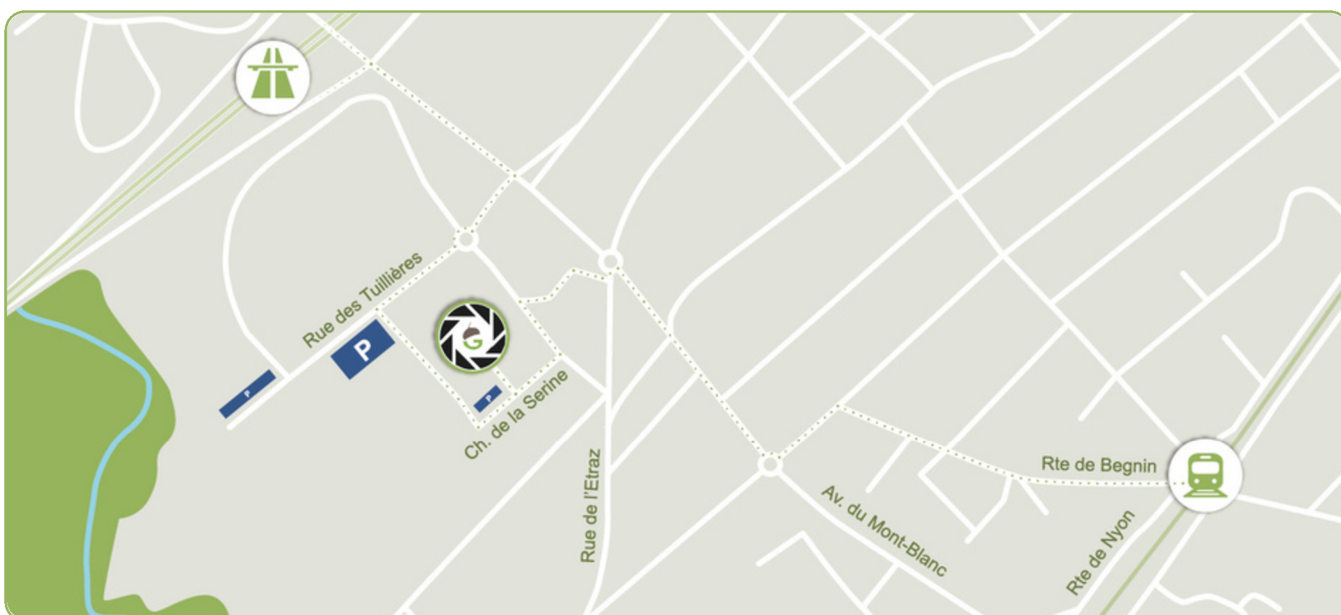 Rue des Tuillières
P
G
P
P
Ch. de la Serine
Rue de l'Etraz
Rte de Begnin
Av. du Mont-Blanc
Rte de Nyon